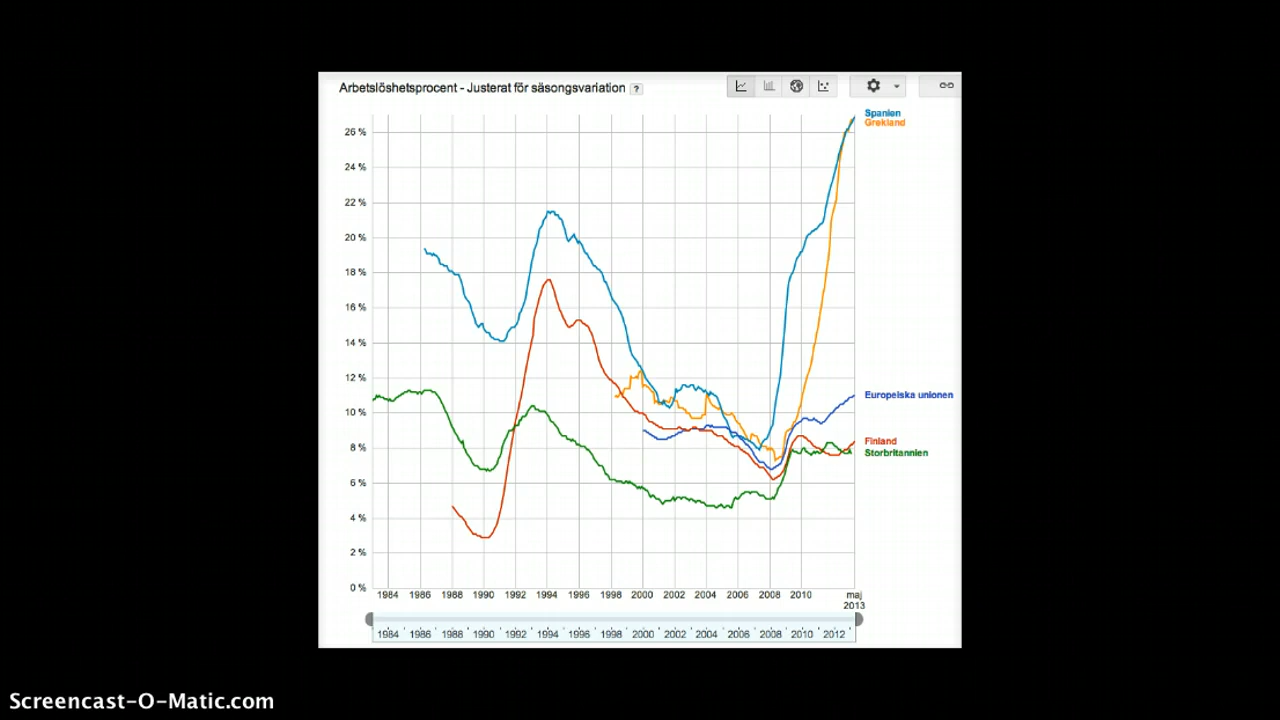 Arbetslöshetsprocent - Justerat för säsongsvariation ?
Spanien
Grekland
26 %
24 %
22 %
20 %
18 %
16 %
14 %
12 %
Europeiska unionen
10 %
Finland
8 %
Storbritannien
6 %
4 %
2 %
0 %
1984 1986 1988 1990 1992 1994 1996 1998 2000 2002 2004 2006 2008 2010 maj
2013
1984 1986 1988 1990 1992 1994 1996 1998 2000 2002 2004 2006 2008 2010 2012
Screencast-O-Matic.com